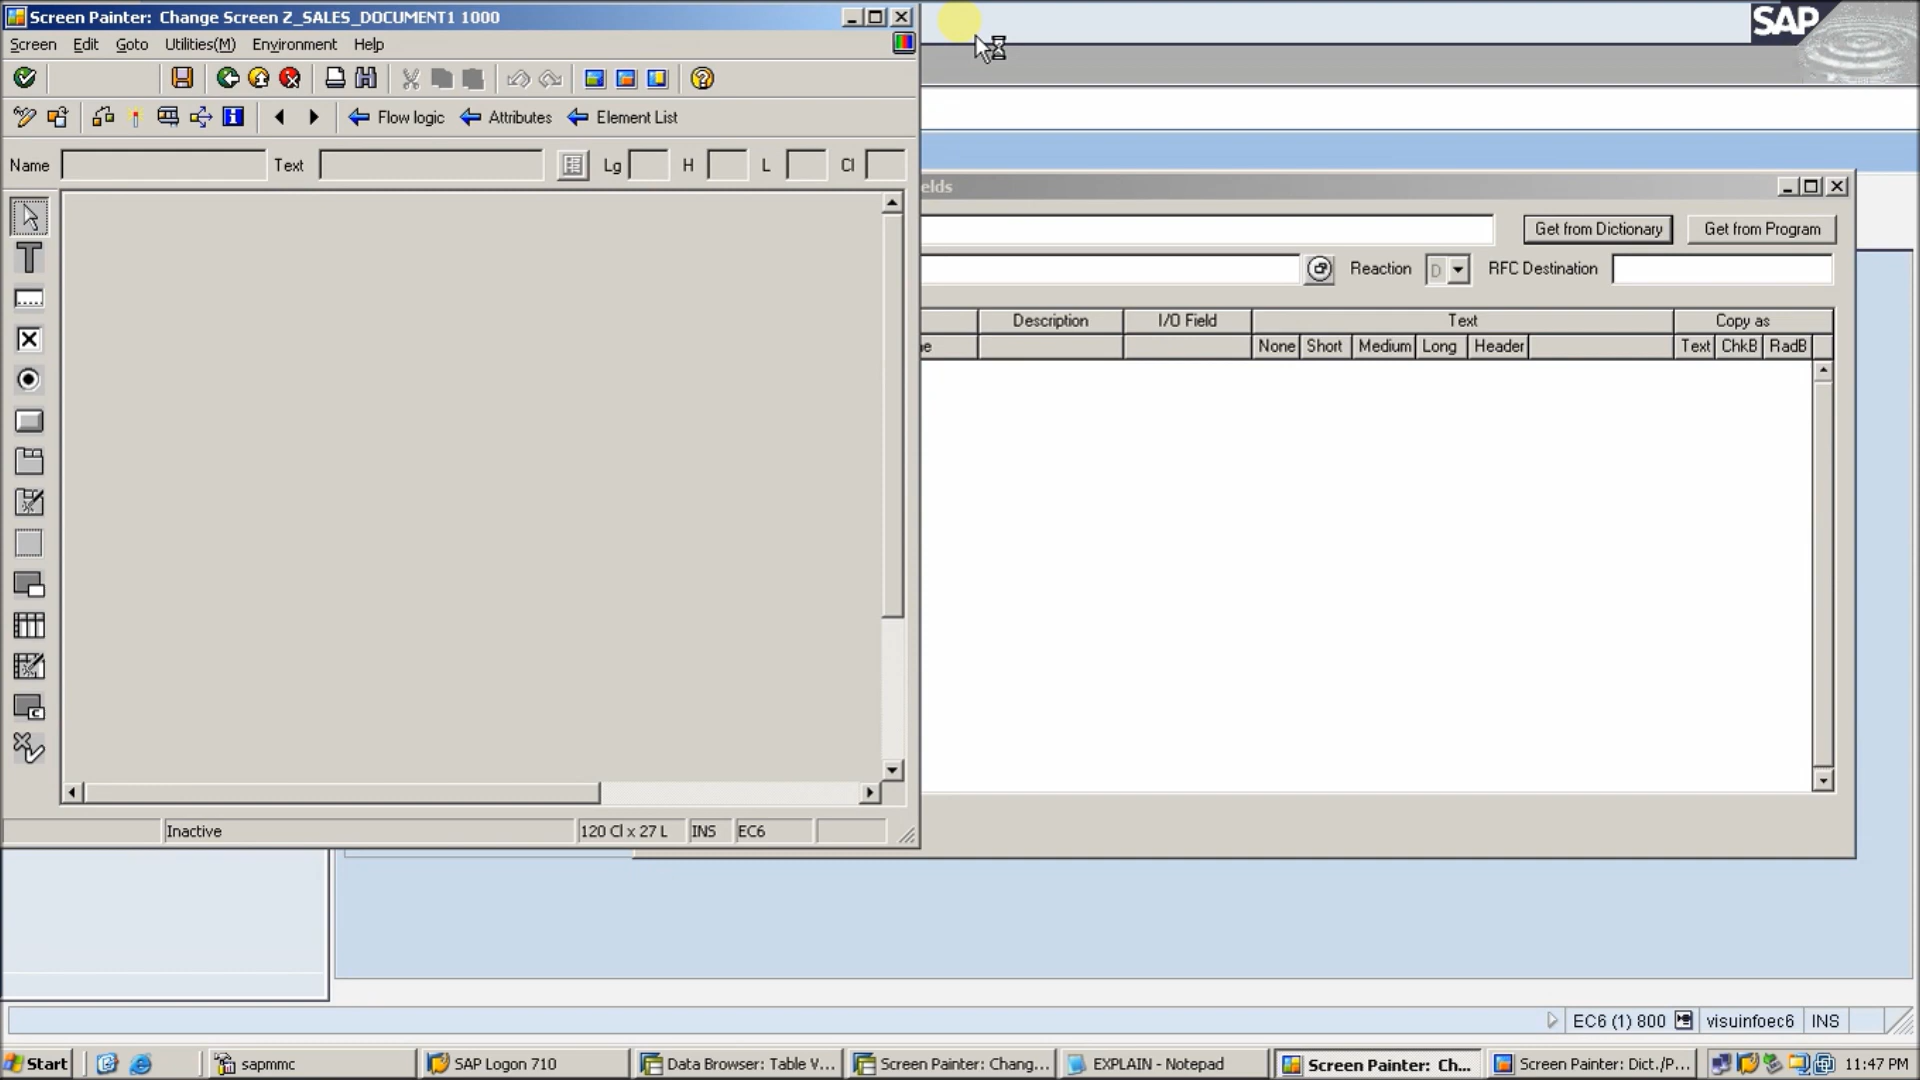 Screen Painter: Change Screen Z_SALES_DOCUMENT1 1000
SAP
Screen Edit Goto Utilities(M) Environment Help
Flow logic Attributes Element List
Name Text Lg H L Cl
elds
Get from Dictionary Get from Program
Reaction D RFC Destination
Description I/O Field Text Copy as
e None Short Medium Long Header Text ChkB RadB
Inactive 120 Cl x 27 L INS EC6
EC6 (1) 800 visuinfoec6 INS
Start sapmmc SAP Logon 710 Data Browser: Table V... Screen Painter: Chang... EXPLAIN - Notepad Screen Painter: Ch... Screen Painter: Dict./P... 11:47 PM